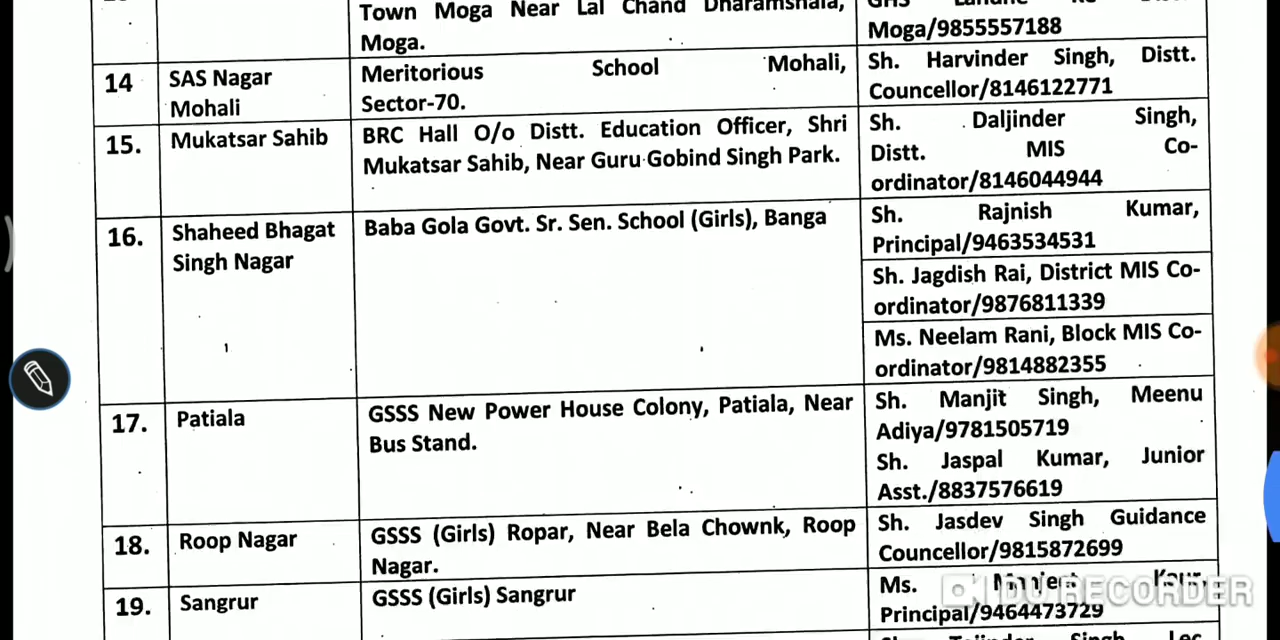 Town Moga Near Lal Chand Dharamshala,
Moga.
Moga/9855557188
14
SAS Nagar
Mohali
Meritorious School Mohali,
Sector-70.
Sh. Harvinder Singh, Distt.
Councellor/8146122771
15.
Mukatsar Sahib
BRC Hall O/o Distt. Education Officer, Shri
Mukatsar Sahib, Near Guru Gobind Singh Park.
Sh. Daljinder Singh,
Distt. MIS Co-
ordinator/8146044944
16.
Shaheed Bhagat
Singh Nagar
Baba Gola Govt. Sr. Sen. School (Girls), Banga
Sh. Rajnish Kumar,
Principal/9463534531
Sh. Jagdish Rai, District MIS Co-
ordinator/9876811339
Ms. Neelam Rani, Block MIS Co-
ordinator/9814882355
17.
Patiala
GSSS New Power House Colony, Patiala, Near
Bus Stand.
Sh. Manjit Singh, Meenu
Adiya/9781505719
Sh. Jaspal Kumar, Junior
Asst./8837576619
18.
Roop Nagar
GSSS (Girls) Ropar, Near Bela Chownk, Roop
Nagar.
Sh. Jasdev Singh Guidance
Councellor/9815872699
19.
Sangrur
GSSS (Girls) Sangrur
Ms. Manjeet Kaur,
Principal/9464473729
DU RECORDER